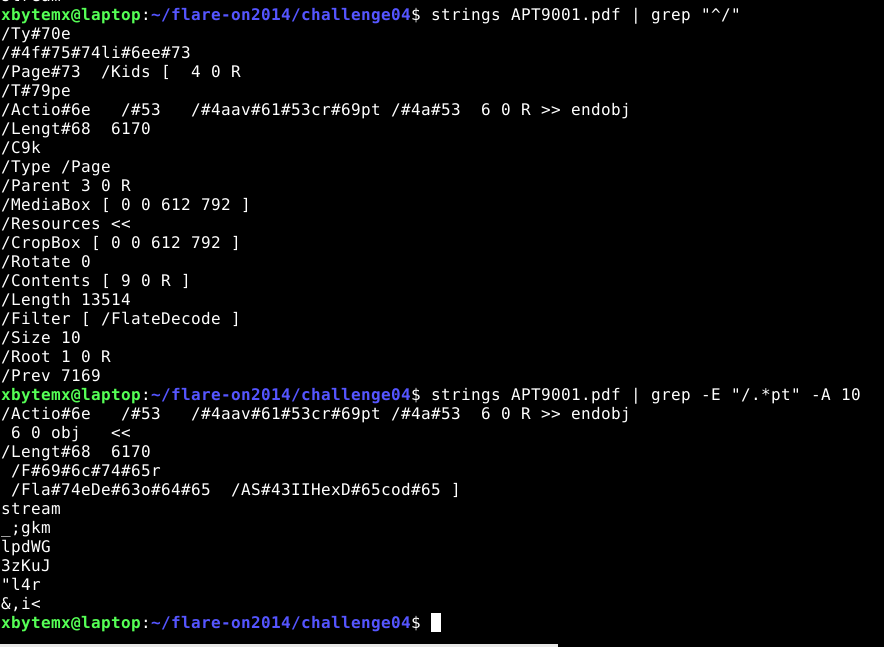 xbytemx@laptop:~/flare-on2014/challenge04$ strings APT9001.pdf | grep "^/"
/Ty#70e
/#4f#75#74li#6ee#73
/Page#73  /Kids [  4 0 R
/T#79pe
/Actio#6e   /#53   /#4aav#61#53cr#69pt /#4a#53  6 0 R >> endobj
/Lengt#68  6170
/C9k
/Type /Page
/Parent 3 0 R
/MediaBox [ 0 0 612 792 ]
/Resources <<
/CropBox [ 0 0 612 792 ]
/Rotate 0
/Contents [ 9 0 R ]
/Length 13514
/Filter [ /FlateDecode ]
/Size 10
/Root 1 0 R
/Prev 7169
xbytemx@laptop:~/flare-on2014/challenge04$ strings APT9001.pdf | grep -E "/.*pt" -A 10
/Actio#6e   /#53   /#4aav#61#53cr#69pt /#4a#53  6 0 R >> endobj
 6 0 obj   <<
/Lengt#68  6170
 /F#69#6c#74#65r
 /Fla#74eDe#63o#64#65  /AS#43IIHexD#65cod#65 ]
stream
_;gkm
lpdWG
3zKuJ
"l4r
&,i<
xbytemx@laptop:~/flare-on2014/challenge04$